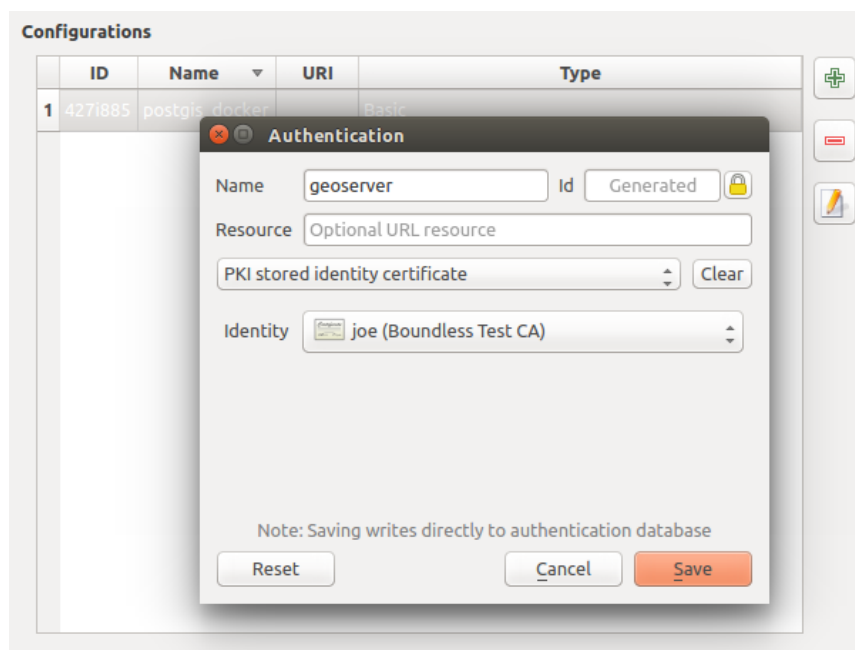 Configurations
ID Name URI Type
1 427i885 postgis_docker Basic
Authentication
Name geoserver Id Generated
Resource Optional URL resource
PKI stored identity certificate Clear
Identity joe (Boundless Test CA)
Note: Saving writes directly to authentication database
Reset Cancel Save